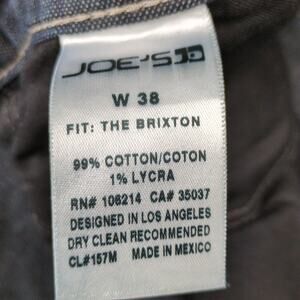 JOE'S
W 38
FIT: THE BRIXTON
99% COTTON/COTON
1% LYCRA
RN# 106214 CA# 35037
DESIGNED IN LOS ANGELES
DRY CLEAN RECOMMENDED
CL#157M MADE IN MEXICO